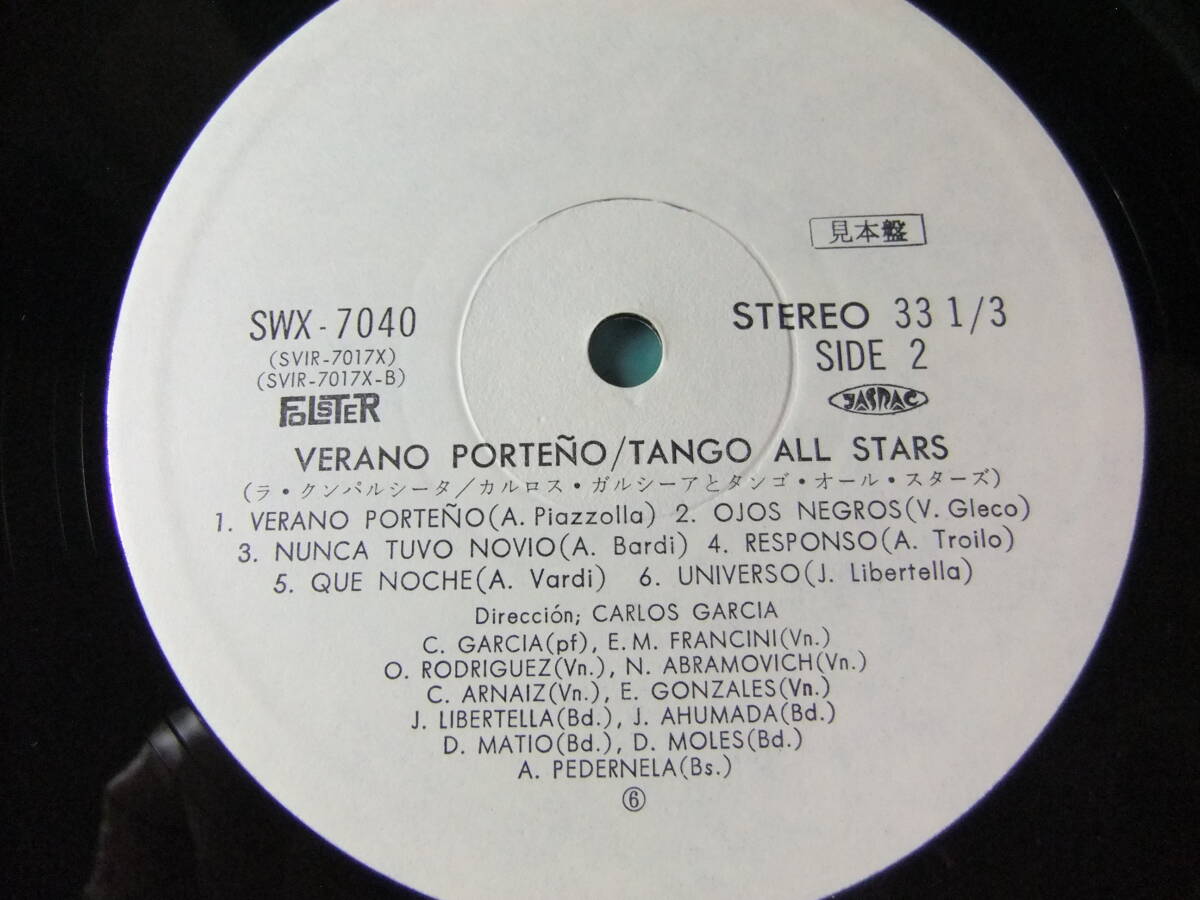 見本盤
SWX-7040
(SVIR-7017X)
(SVIR-7017X-B)
FOLSTER
STEREO 33 1/3
SIDE 2
JASRAC
VERANO PORTEÑO/TANGO ALL STARS
(ラ・クンパルシータ/カルロス・ガルシーアとタンゴ・オール・スターズ)
1. VERANO PORTEÑO(A. Piazzolla) 2. OJOS NEGROS(V. Gleco)
3. NUNCA TUVO NOVIO(A. Bardi) 4. RESPONSO(A. Troilo)
5. QUE NOCHE(A. Vardi) 6. UNIVERSO(J. Libertella)
Dirección; CARLOS GARCIA
C. GARCIA(pf), E.M. FRANCINI(Vn.)
O. RODRIGUEZ(Vn.), N. ABRAMOVICH(Vn.)
C. ARNAIZ(Vn.), E. GONZALES(Vn.)
J. LIBERTELLA(Bd.), J. AHUMADA(Bd.)
D. MATIO(Bd.), D. MOLES(Bd.)
A. PEDERNELA(Bs.)
⑥